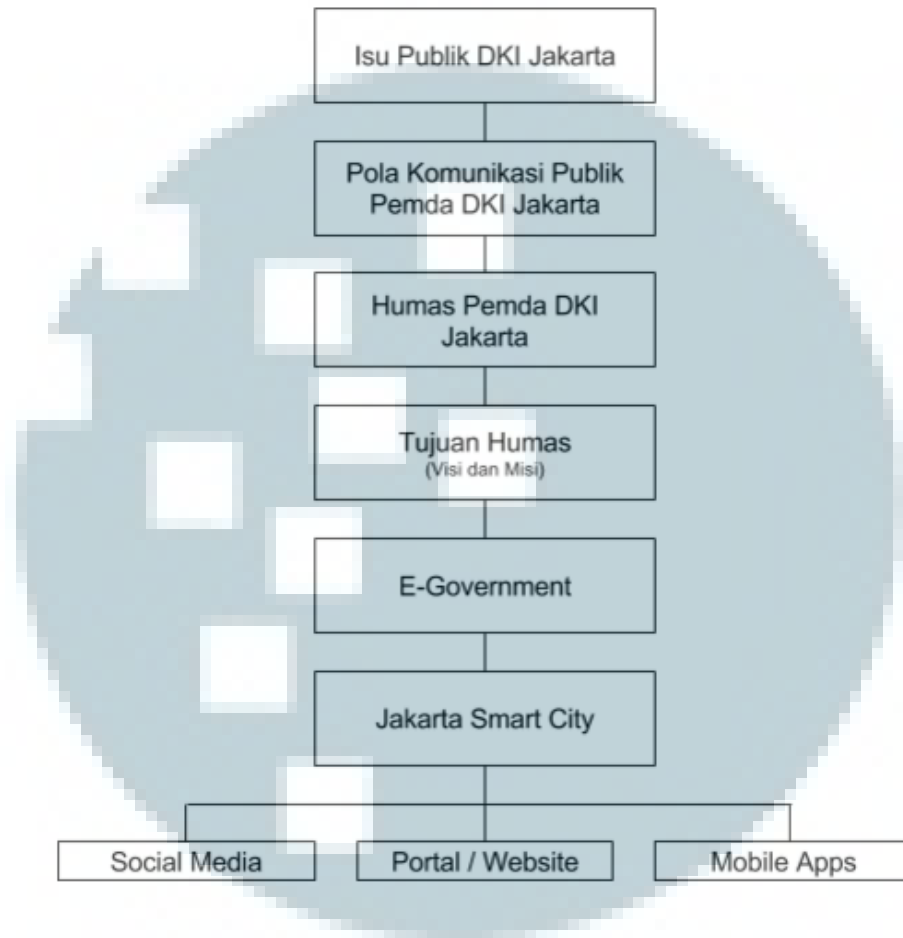 Isu Publik DKI Jakarta
Pola Komunikasi Publik
Pemda DKI Jakarta
Humas Pemda DKI
Jakarta
Tujuan Humas
(Visi dan Misi)
E-Government
Jakarta Smart City
Social Media
Portal / Website
Mobile Apps